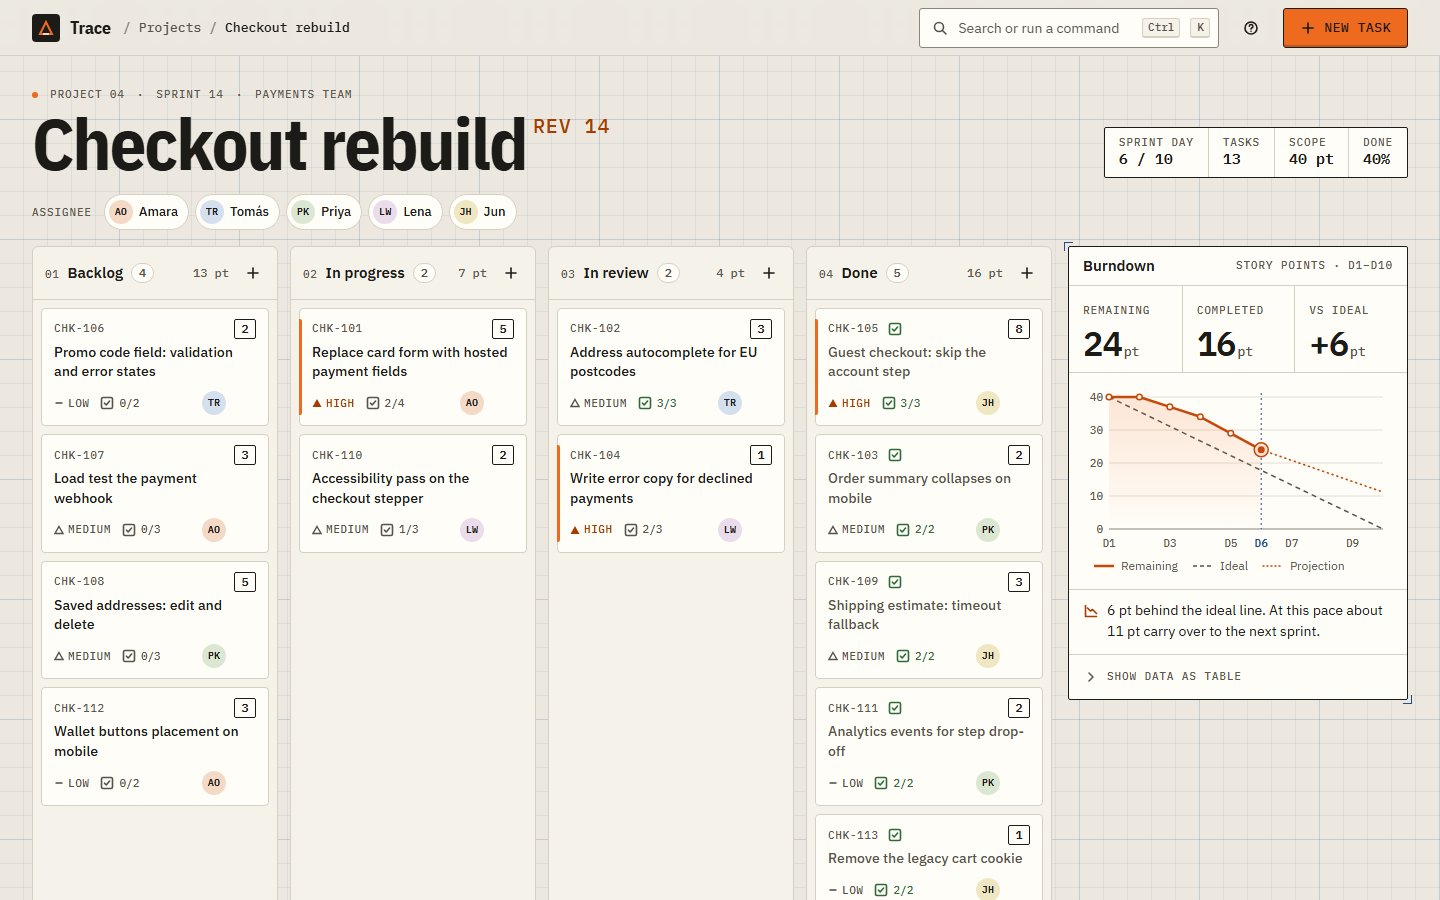 Trace / Projects / Checkout rebuild
Search or run a command Ctrl K
NEW TASK
PROJECT 04 · SPRINT 14 · PAYMENTS TEAM
Checkout rebuild REV 14
SPRINT DAY
6 / 10
TASKS
13
SCOPE
40 pt
DONE
40%
ASSIGNEE
AO Amara
TR Tomás
PK Priya
LW Lena
JH Jun
01 Backlog 4 13 pt
CHK-106 2
Promo code field: validation
and error states
LOW 0/2 TR
CHK-107 3
Load test the payment
webhook
MEDIUM 0/3 AO
CHK-108 5
Saved addresses: edit and
delete
MEDIUM 0/3 PK
CHK-112 3
Wallet buttons placement on
mobile
LOW 0/2 AO
02 In progress 2 7 pt
CHK-101 5
Replace card form with hosted
payment fields
HIGH 2/4 AO
CHK-110 2
Accessibility pass on the
checkout stepper
MEDIUM 1/3 LW
03 In review 2 4 pt
CHK-102 3
Address autocomplete for EU
postcodes
MEDIUM 3/3 TR
CHK-104 1
Write error copy for declined
payments
HIGH 2/3 LW
04 Done 5 16 pt
CHK-105 8
Guest checkout: skip the
account step
HIGH 3/3 JH
CHK-103 2
Order summary collapses on
mobile
MEDIUM 2/2 PK
CHK-109 3
Shipping estimate: timeout
fallback
MEDIUM 2/2 JH
CHK-111 2
Analytics events for step drop-
off
LOW 2/2 PK
CHK-113 1
Remove the legacy cart cookie
LOW 2/2 JH
Burndown STORY POINTS · D1–D10
REMAINING
24pt
COMPLETED
16pt
VS IDEAL
+6pt
40
30
20
10
0
D1 D3 D5 D6 D7 D9
Remaining Ideal Projection
6 pt behind the ideal line. At this pace about
11 pt carry over to the next sprint.
SHOW DATA AS TABLE